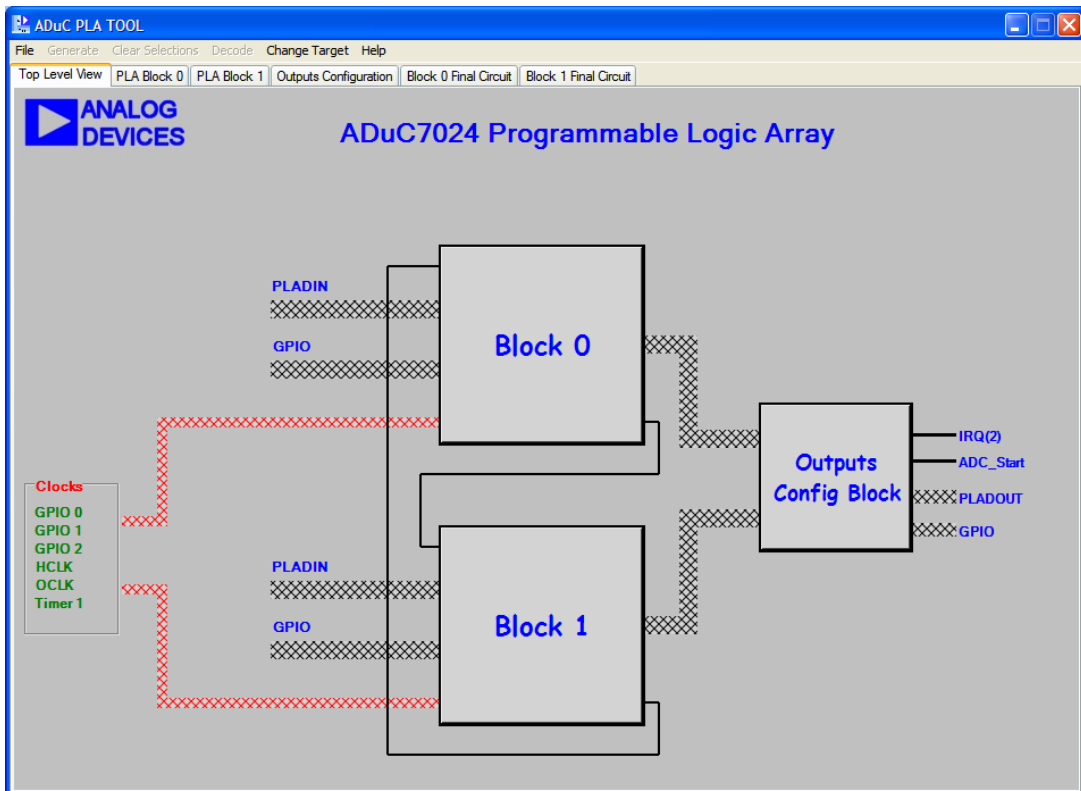 ADuC PLA TOOL
File Generate Clear Selections Decode Change Target Help
Top Level View PLA Block 0 PLA Block 1 Outputs Configuration Block 0 Final Circuit Block 1 Final Circuit
ANALOG
DEVICES
ADuC7024 Programmable Logic Array
PLADIN
GPIO
Block 0
Clocks
GPIO 0
GPIO 1
GPIO 2
HCLK
OCLK
Timer 1
PLADIN
GPIO
Block 1
Outputs
Config Block
IRQ(2)
ADC_Start
PLADOUT
GPIO